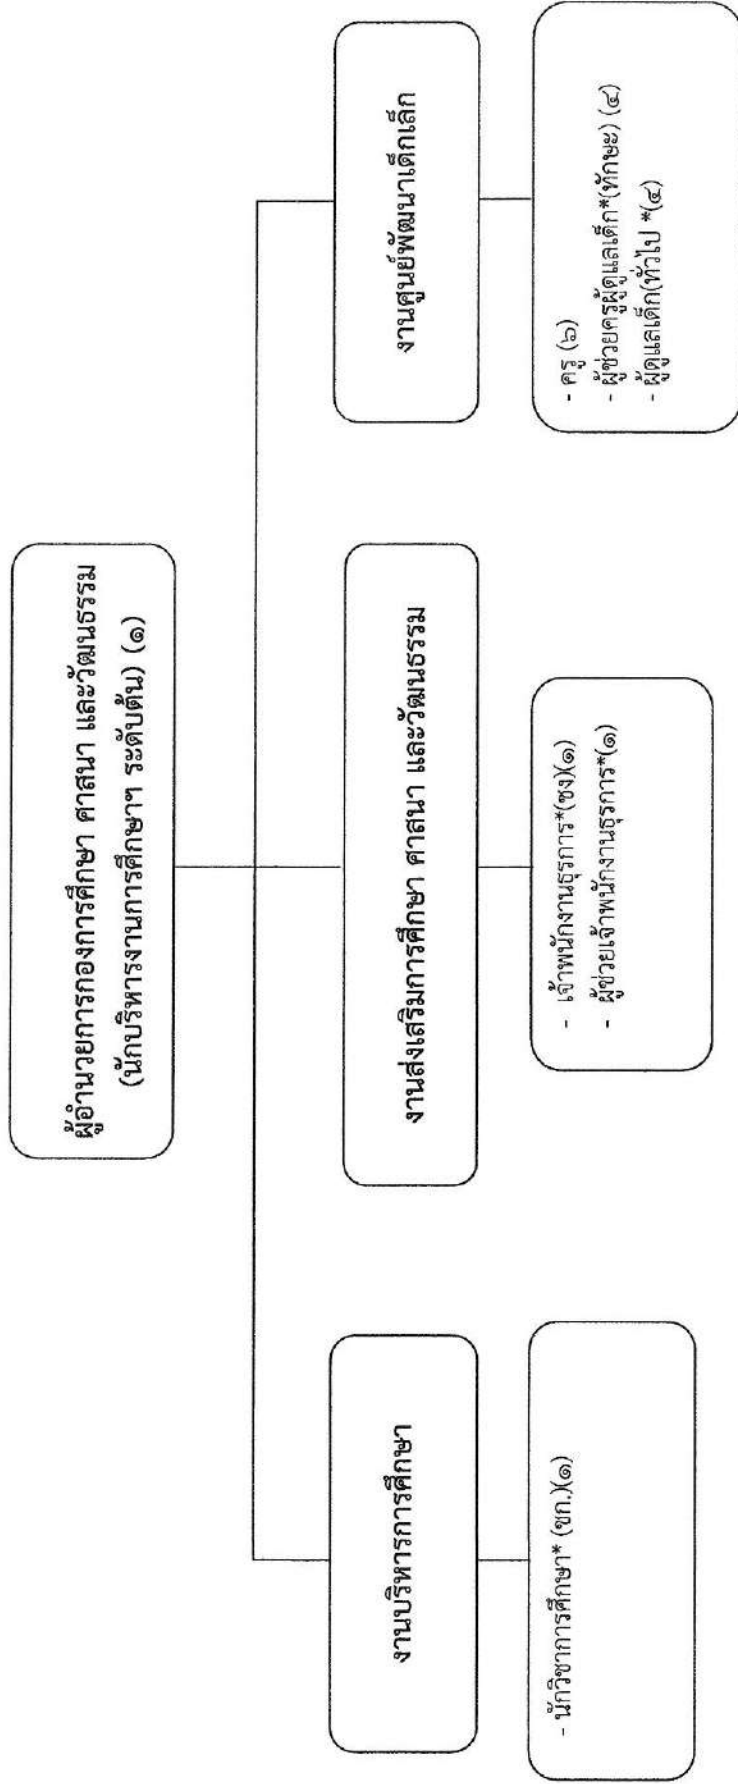 ผู้อำนวยการกองการศึกษา ศาสนา และวัฒนธรรม
(นักบริหารงานการศึกษาฯ ระดับต้น) (๑)
งานบริหารการศึกษา
- นักวิชาการศึกษา* (ชก.)(๑)
งานส่งเสริมการศึกษา ศาสนา และวัฒนธรรม
- เจ้าพนักงานธุรการ*(ชง)(๑)
- ผู้ช่วยเจ้าพนักงานธุรการ*(๑)
งานศูนย์พัฒนาเด็กเล็ก
- ครู (๖)
- ผู้ช่วยครูผู้ดูแลเด็ก*(ทักษะ) (๔)
- ผู้ดูแลเด็ก(ทั่วไป *(๔)